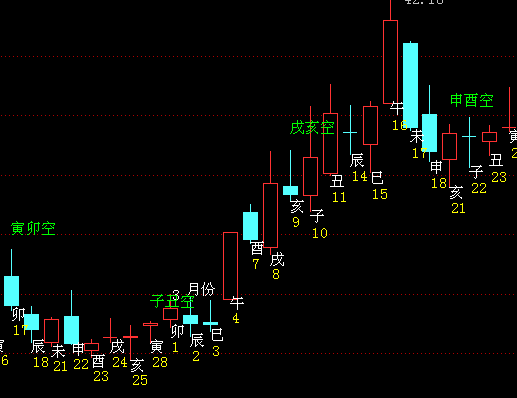 申酉空
戌亥空
寅卯空
子丑空
3 月份
卯
17
辰
18
未
21
申
22
酉
23
戌
24
亥
25
寅
28
卯
1
辰
2
巳
3
午
4
酉
7
戌
8
亥
9
子
10
丑
11
辰
14
巳
15
午
16
未
17
申
18
亥
21
子
22
丑
23
寅
2